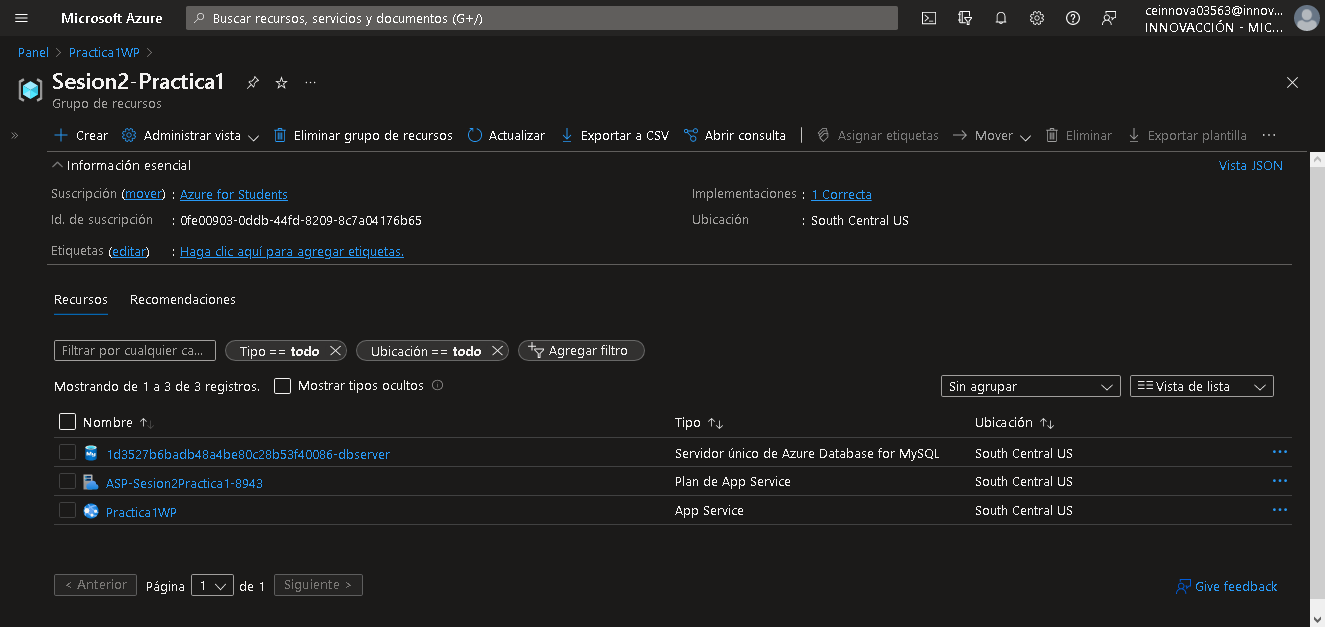 Microsoft Azure
Buscar recursos, servicios y documentos (G+/)
ceinnova03563@innov...
INNOVACCIÓN - MIC...
Panel > Practica1WP >
Sesion2-Practica1
...
Grupo de recursos
Crear
Administrar vista
Eliminar grupo de recursos
Actualizar
Exportar a CSV
Abrir consulta
Asignar etiquetas
Mover
Eliminar
Exportar plantilla
...
Información esencial
Vista JSON
Suscripción (mover) : Azure for Students
Implementaciones : 1 Correcta
Id. de suscripción : 0fe00903-0ddb-44fd-8209-8c7a04176b65
Ubicación : South Central US
Etiquetas (editar) : Haga clic aquí para agregar etiquetas.
Recursos
Recomendaciones
Filtrar por cualquier ca...
Tipo == todo
Ubicación == todo
Agregar filtro
Mostrando de 1 a 3 de 3 registros.
Mostrar tipos ocultos
Sin agrupar
Vista de lista
Nombre ↑↓ Tipo ↑↓ Ubicación ↑↓
1d3527b6badb48a4be80c28b53f40086-dbserver Servidor único de Azure Database for MySQL South Central US ...
ASP-Sesion2Practica1-8943 Plan de App Service South Central US ...
Practica1WP App Service South Central US ...
< Anterior
Página 1 de 1
Siguiente >
Give feedback